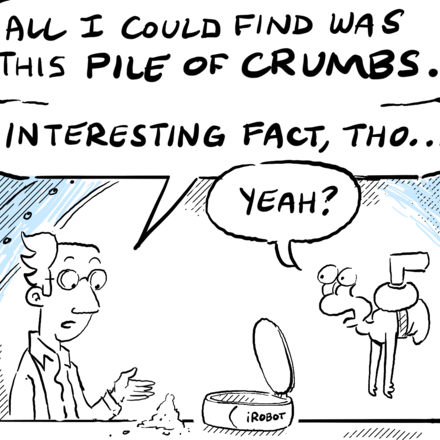 ALL I COULD FIND WAS
THIS PILE OF CRUMBS.
INTERESTING FACT, THO...
YEAH?
iROBOT